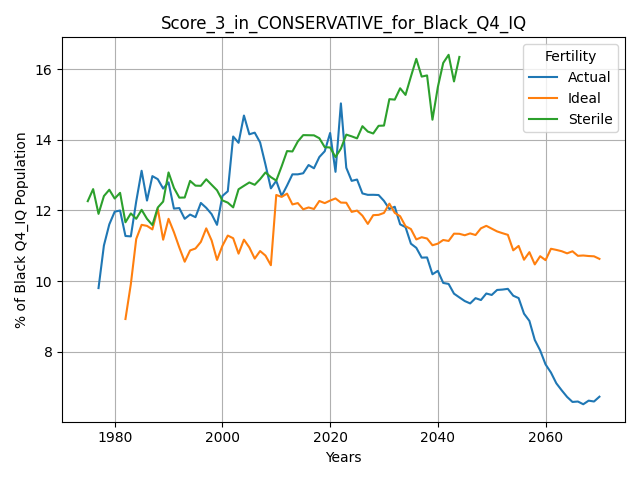 Score_3_in_CONSERVATIVE_for_Black_Q4_IQ
% of Black Q4_IQ Population
16
14
12
10
8
Fertility
Actual
Ideal
Sterile
1980
2000
2020
2040
2060
Years